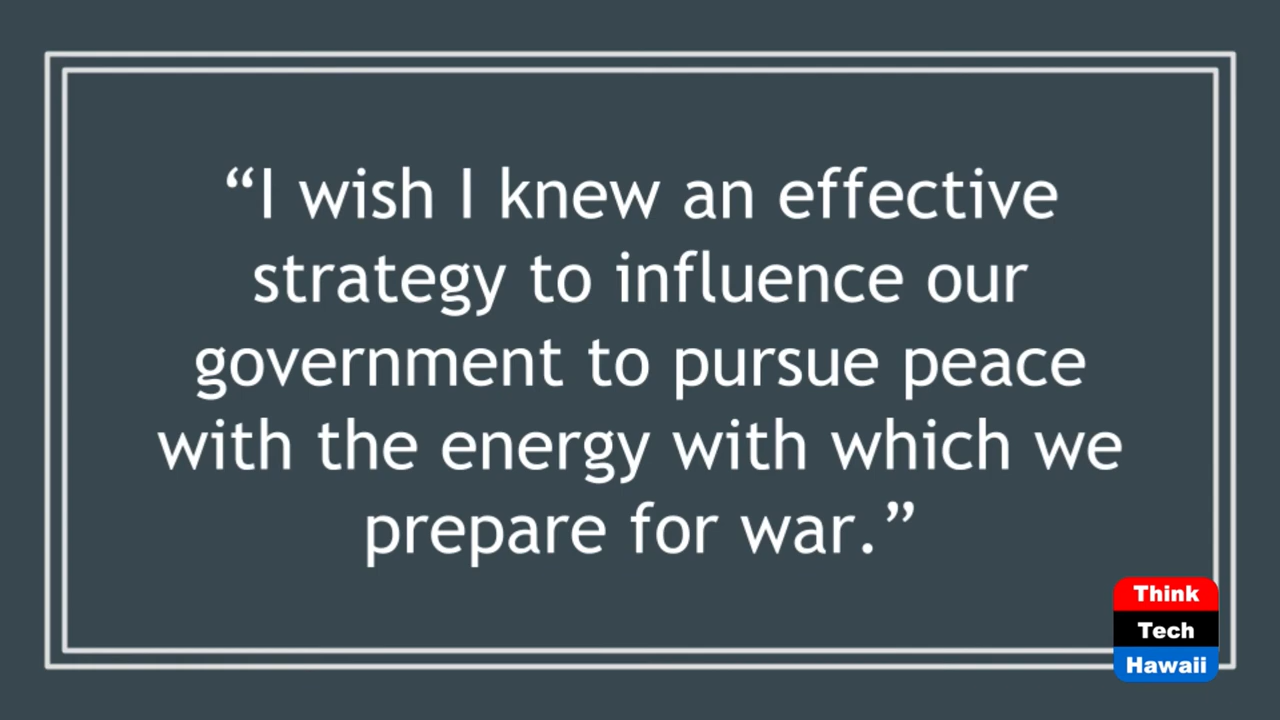 “I wish I knew an effective
strategy to influence our
government to pursue peace
with the energy with which we
prepare for war.”
Think
Tech
Hawaii